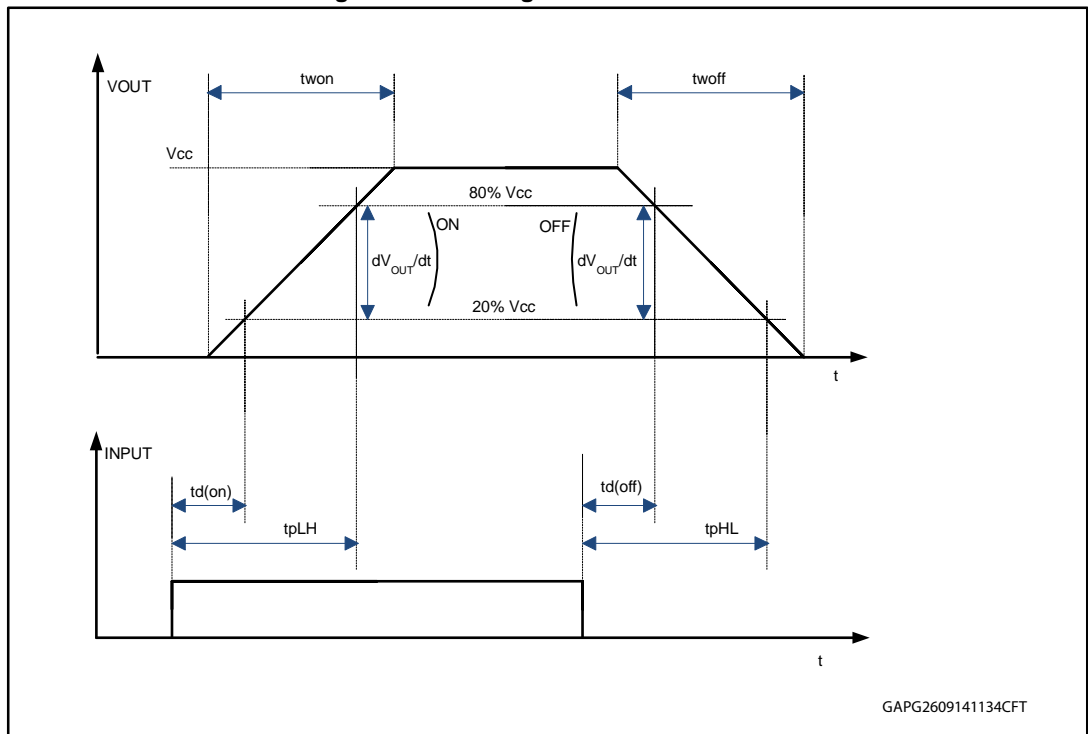 twon
twoff
VOUT
Vcc
80% Vcc
ON
OFF
dVOUT/dt
dVOUT/dt
20% Vcc
t
INPUT
td(on)
td(off)
tpLH
tpHL
t
GAPG2609141134CFT